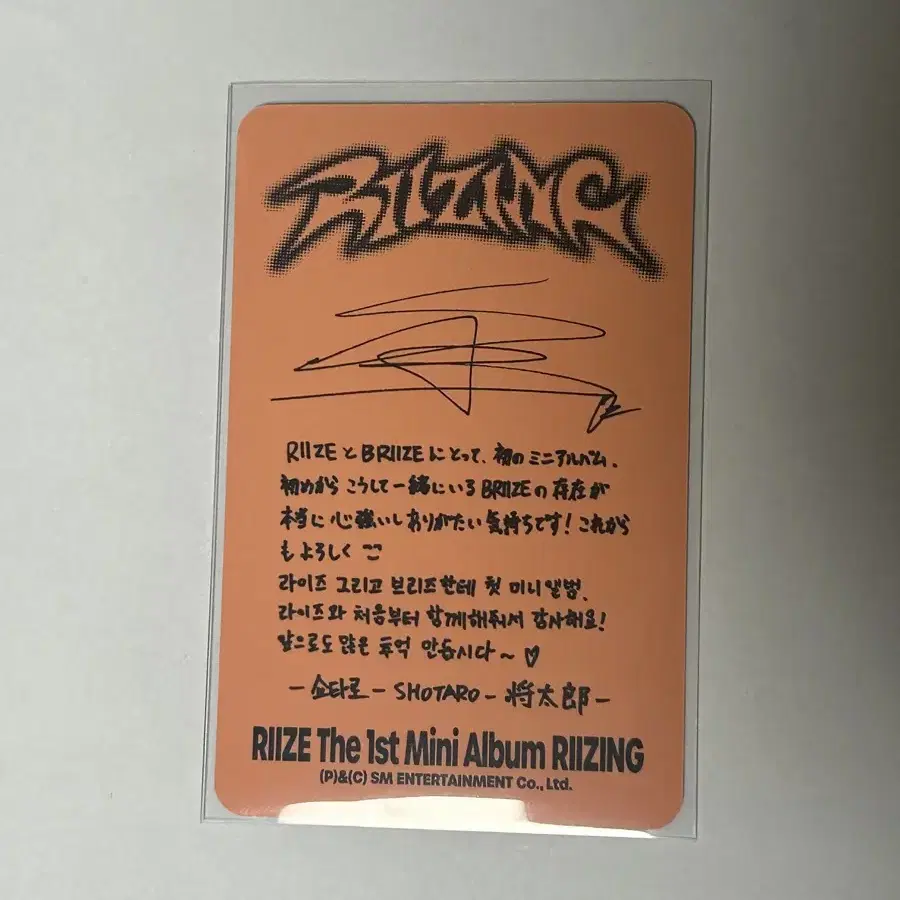 RIIZING
RIIZEとBRIIZEにとって、初のミニアルバム、
初めからこうして一緒にいるBRIIZEの存在が
本当に心強いしありがたい気持ちです！これから
もよろしく
라이즈 그리고 브리즈한테 첫 미니앨범.
라이즈와 처음부터 함께해줘서 감사해요!
앞으로도 많은 추억 만듭시다~♡
-쇼타로-SHOTARO-将太郎-
RIIZE The 1st Mini Album RIIZING
(P)&(C) SM ENTERTAINMENT Co., Ltd.